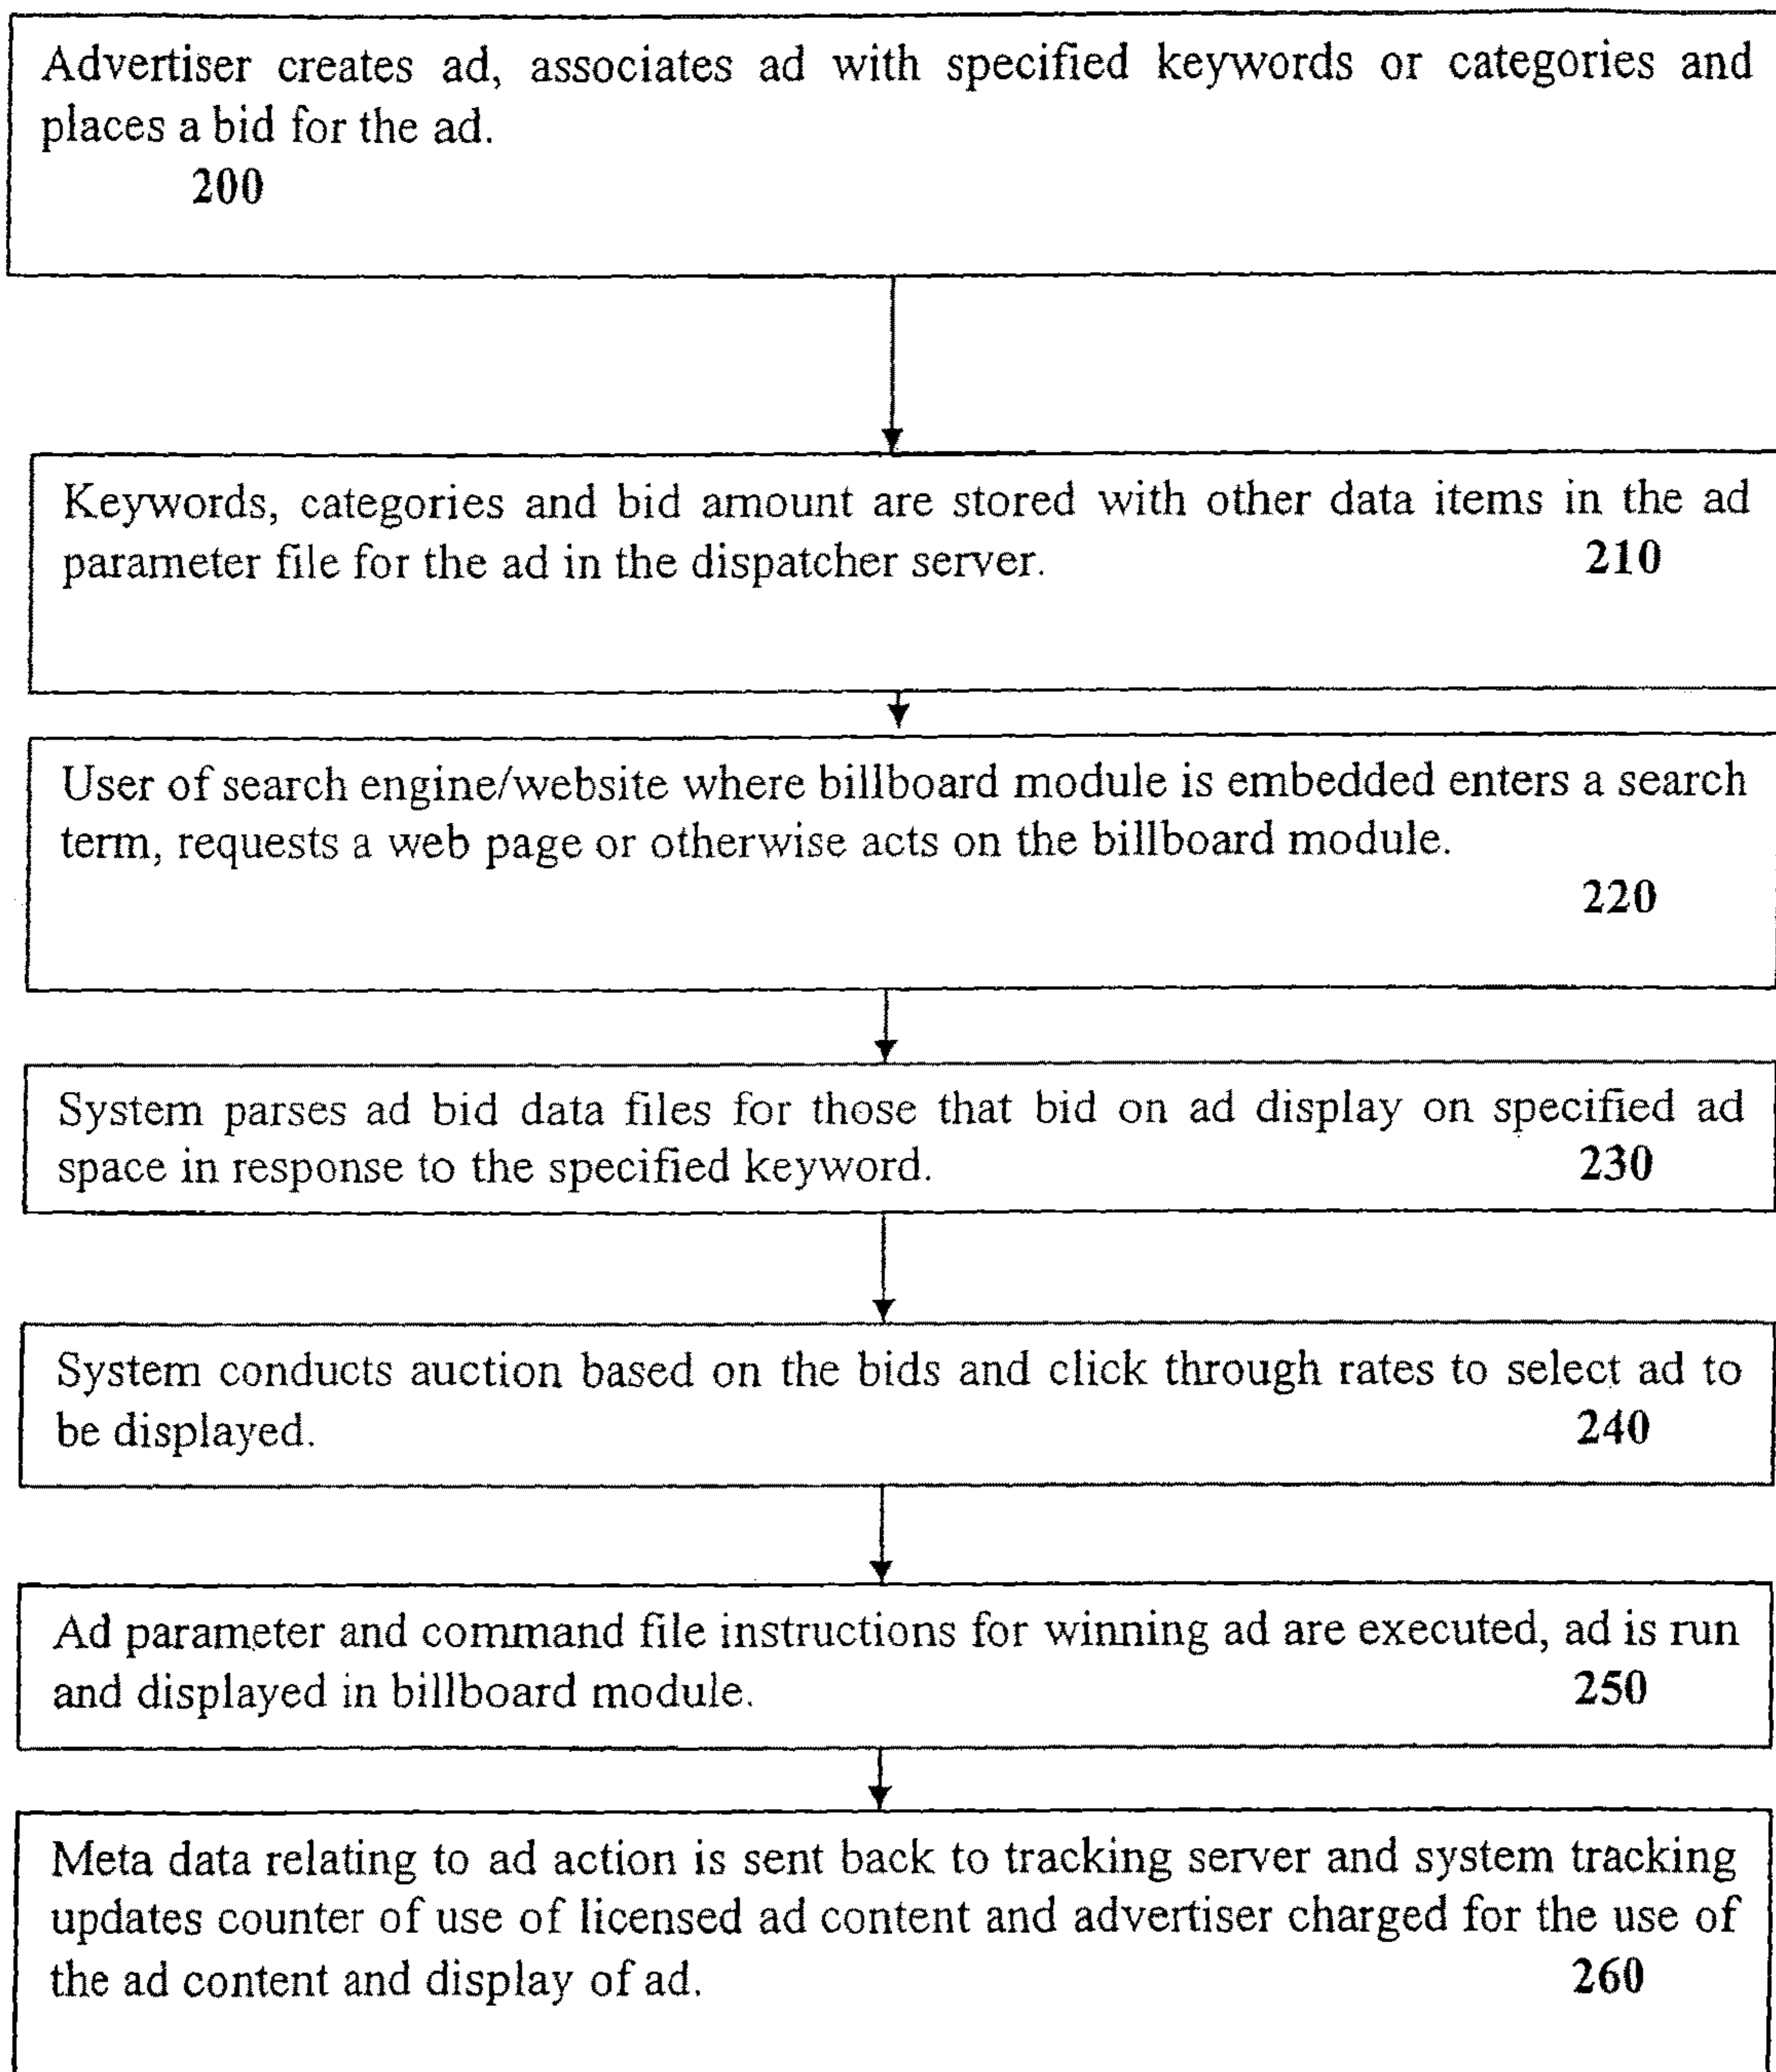 Advertiser creates ad, associates ad with specified keywords or categories and
places a bid for the ad.
200
Keywords, categories and bid amount are stored with other data items in the ad
parameter file for the ad in the dispatcher server. 210
User of search engine/website where billboard module is embedded enters a search
term, requests a web page or otherwise acts on the billboard module.
220
System parses ad bid data files for those that bid on ad display on specified ad
space in response to the specified keyword. 230
System conducts auction based on the bids and click through rates to select ad to
be displayed. 240
Ad parameter and command file instructions for winning ad are executed, ad is run
and displayed in billboard module. 250
Meta data relating to ad action is sent back to tracking server and system tracking
updates counter of use of licensed ad content and advertiser charged for the use of
the ad content and display of ad. 260